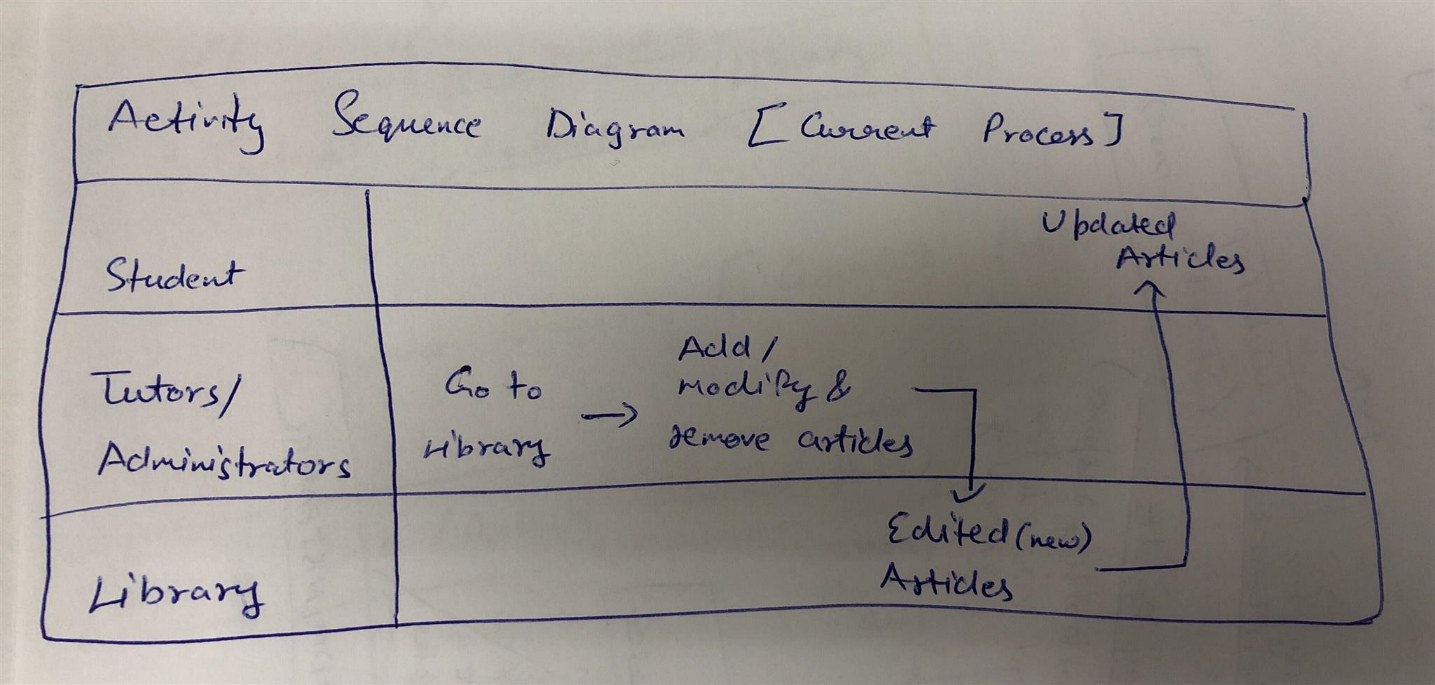 Activity Sequence Diagram [Current Process]
Student
Updated
Articles
Tutors/
Administrators
Go to
Library
Add/
modify &
remove articles
Library
Edited (new)
Articles